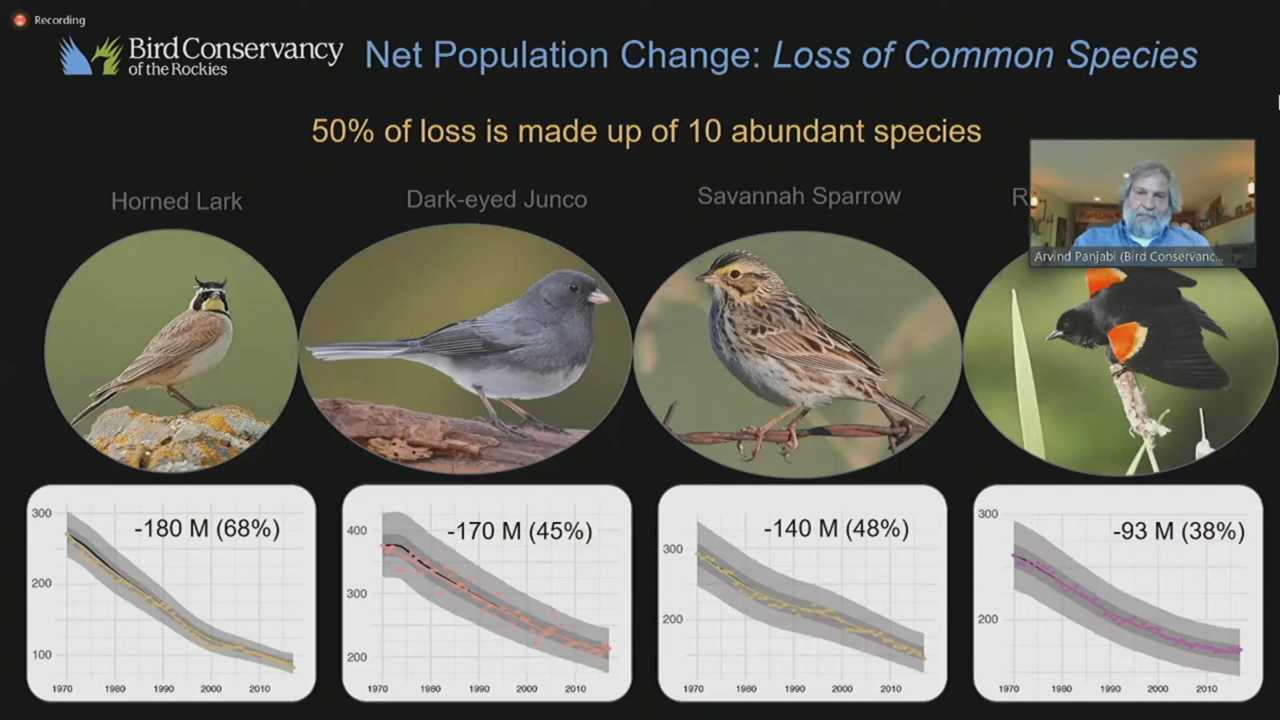 Recording
Bird Conservancy
of the Rockies
Net Population Change: Loss of Common Species
50% of loss is made up of 10 abundant species
Horned Lark
Dark-eyed Junco
Savannah Sparrow
R
Arvind Panjabi (Bird Conservanc...
-180 M (68%)
300
200
100
1970 1980 1990 2000 2010
-170 M (45%)
400
300
200
1970 1980 1990 2000 2010
-140 M (48%)
300
200
1970 1980 1990 2000 2010
-93 M (38%)
300
200
1970 1980 1990 2000 2010